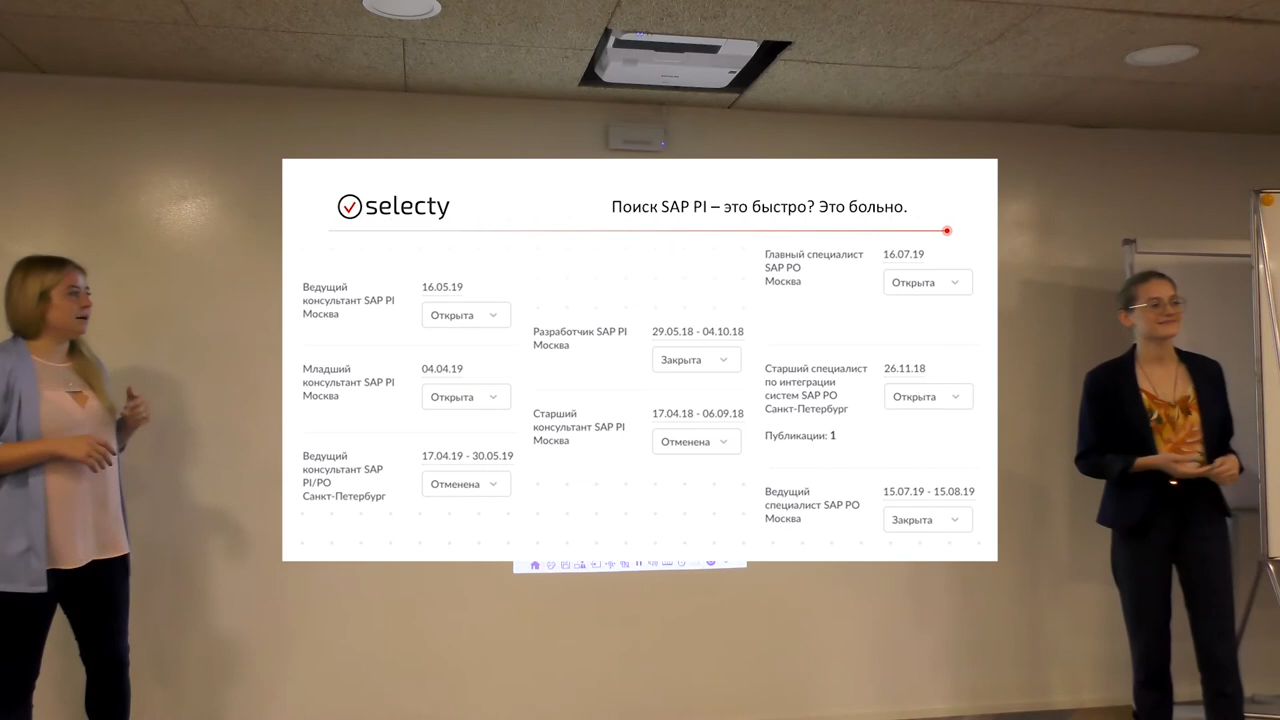 selecty
Поиск SAP PI – это быстро? Это больно.
Ведущий
консультант SAP PI
Москва
16.05.19
Открыта
Младший
консультант SAP PI
Москва
04.04.19
Открыта
Ведущий
консультант SAP
PI/PO
Санкт-Петербург
17.04.19 - 30.05.19
Отменена
Разработчик SAP PI
Москва
29.05.18 - 04.10.18
Закрыта
Старший
консультант SAP PI
Москва
17.04.18 - 06.09.18
Отменена
Главный специалист
SAP PO
Москва
16.07.19
Открыта
Старший специалист
по интеграции
систем SAP PO
Санкт-Петербург
26.11.18
Открыта
Публикации: 1
Ведущий
специалист SAP PO
Москва
15.07.19 - 15.08.19
Закрыта